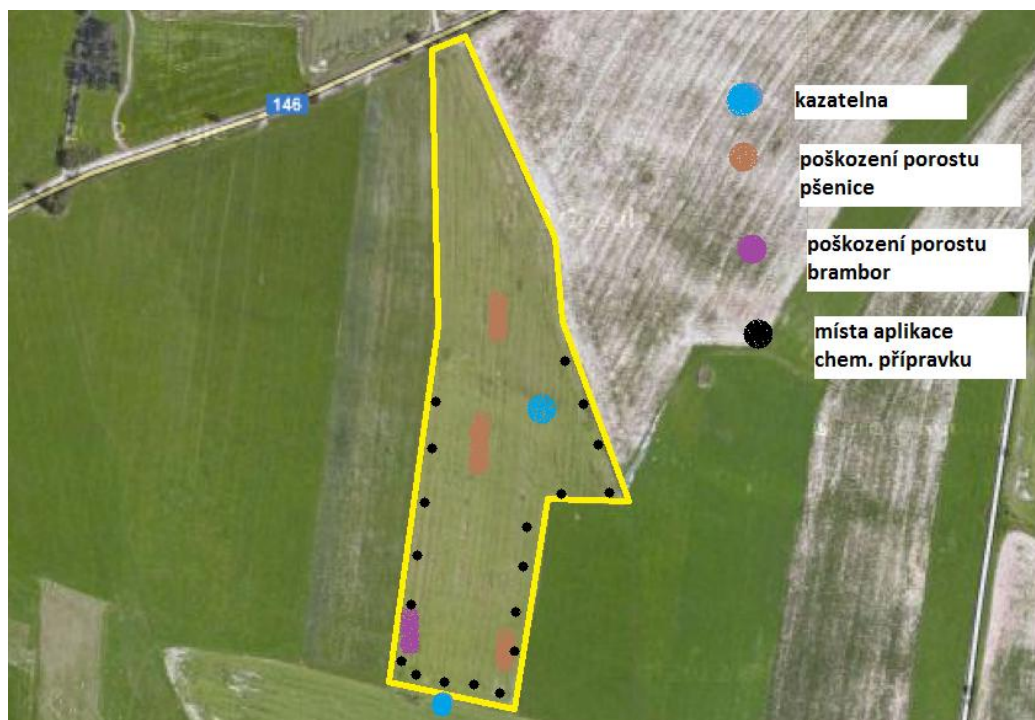 146
kazatelna
poškození porostu
pšenice
poškození porostu
brambor
místa aplikace
chem. přípravku